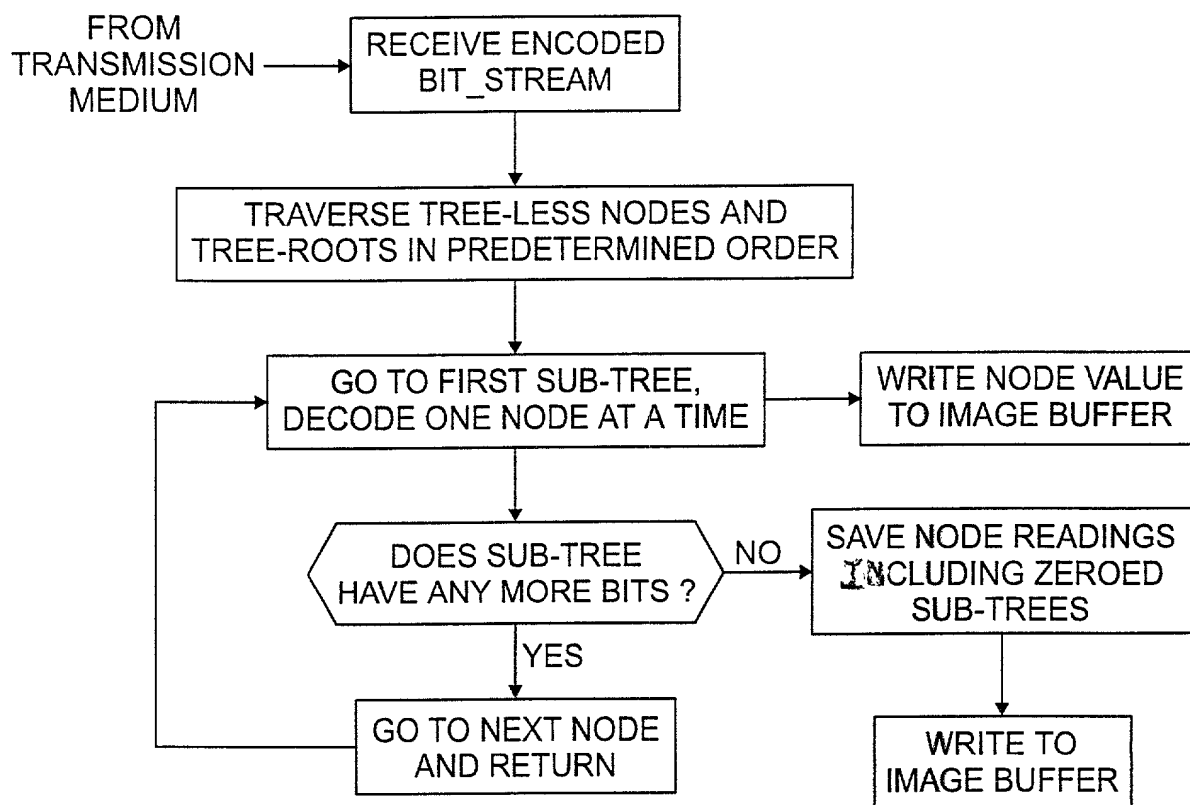 FROM
TRANSMISSION
MEDIUM
RECEIVE ENCODED
BIT_STREAM
TRAVERSE TREE-LESS NODES AND
TREE-ROOTS IN PREDETERMINED ORDER
GO TO FIRST SUB-TREE,
DECODE ONE NODE AT A TIME
WRITE NODE VALUE
TO IMAGE BUFFER
DOES SUB-TREE
HAVE ANY MORE BITS ?
NO
SAVE NODE READINGS
INCLUDING ZEROED
SUB-TREES
YES
GO TO NEXT NODE
AND RETURN
WRITE TO
IMAGE BUFFER